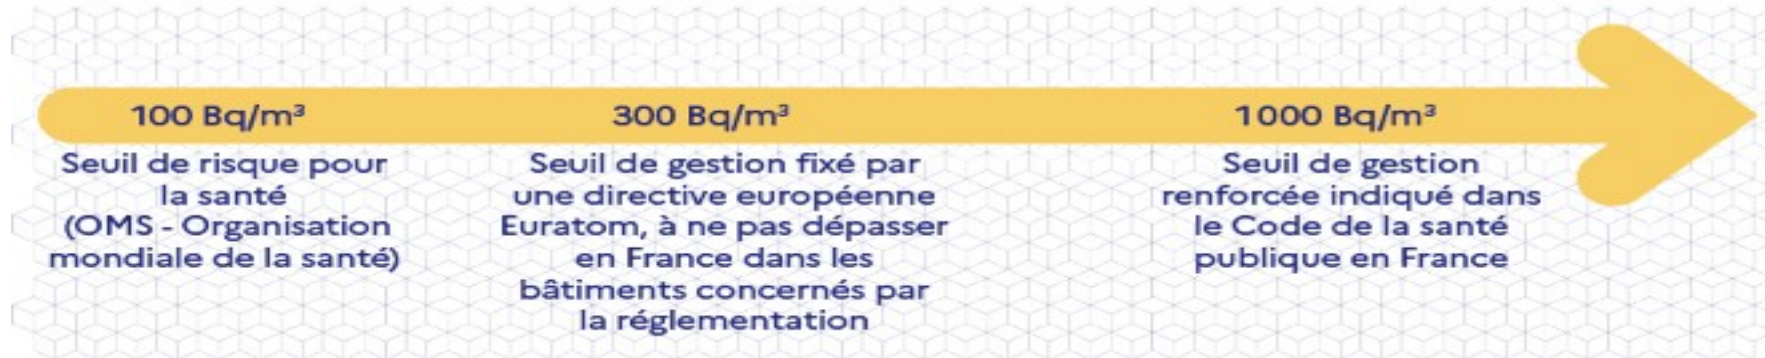 100 Bq/m³
Seuil de risque pour
la santé
(OMS - Organisation
mondiale de la santé)
300 Bq/m³
Seuil de gestion fixé par
une directive européenne
Euratom, à ne pas dépasser
en France dans les
bâtiments concernés par
la réglementation
1000 Bq/m³
Seuil de gestion
renforcée indiqué dans
le Code de la santé
publique en France